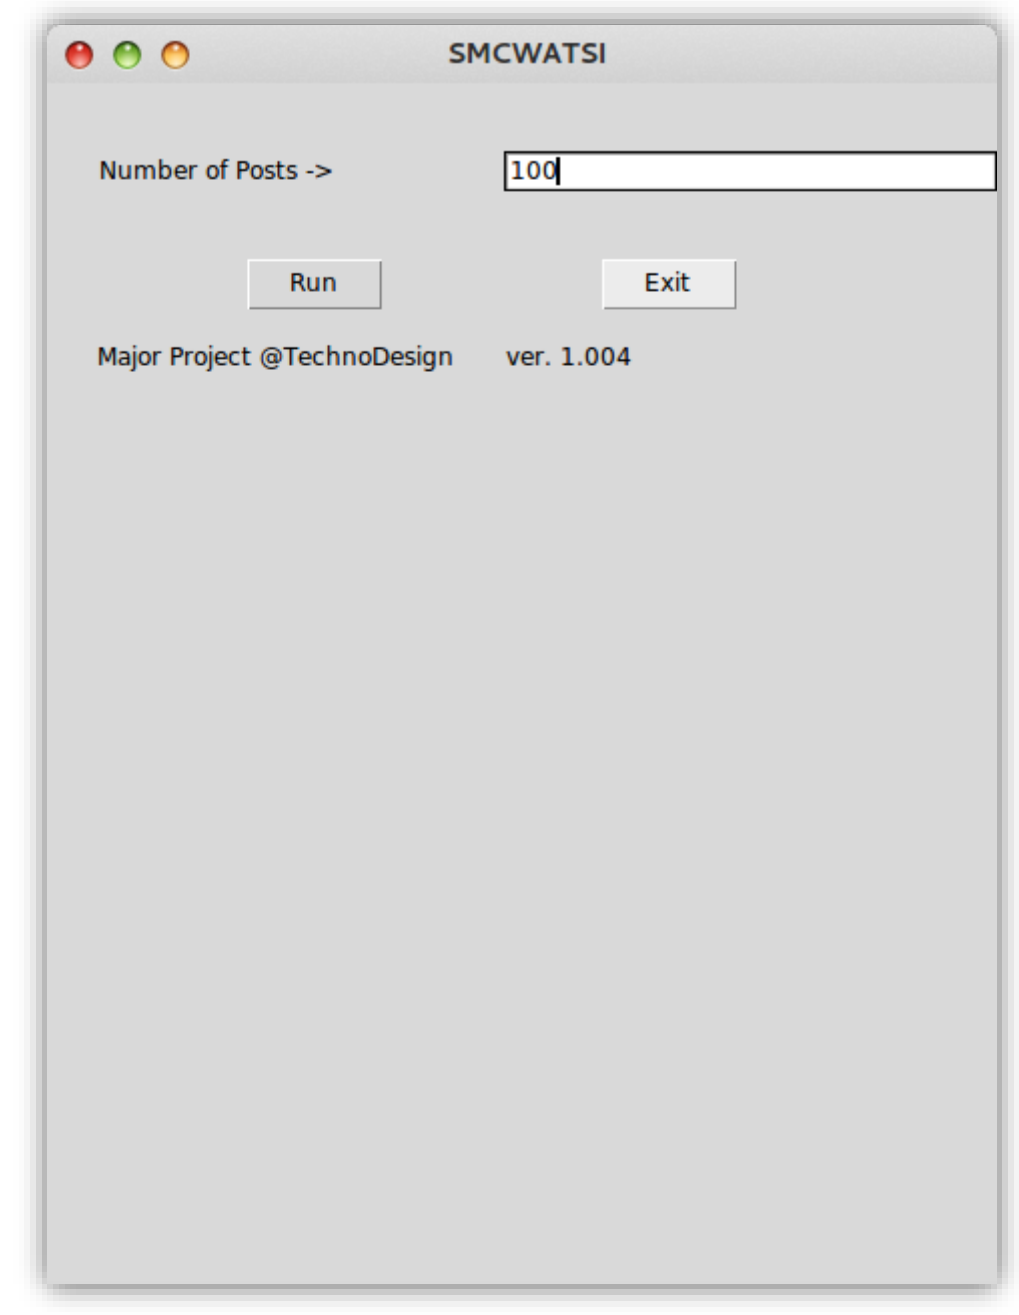 SMCWATSI
Number of Posts -> 100
Run Exit
Major Project @TechnoDesign ver. 1.004